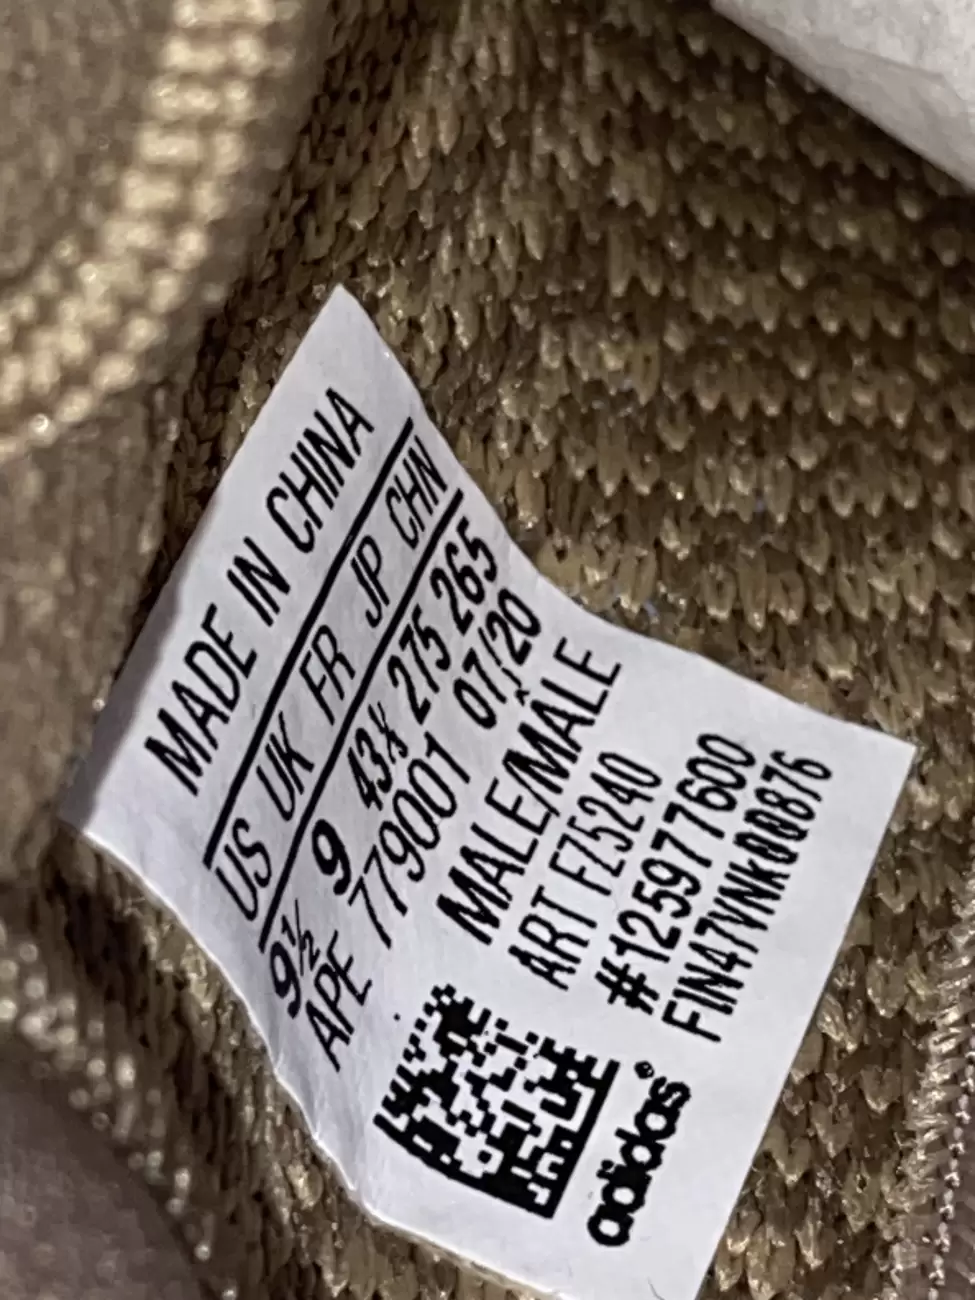 MADE IN CHINA
US UK FR JP CHN
9½ 9 43⅓ 275 265
APE 779001 07/20
MALE/MÂLE
ART FZ5240
#125977600
FIN47VNk00876
adidas